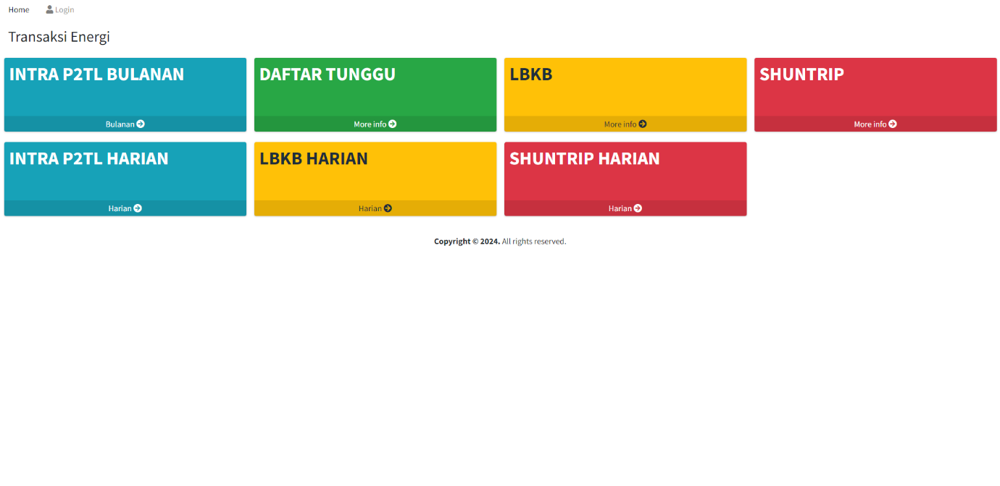 Home Login
Transaksi Energi
INTRA P2TL BULANAN
Bulanan
DAFTAR TUNGGU
More info
LBKB
More info
SHUNTRIP
More info
INTRA P2TL HARIAN
Harian
LBKB HARIAN
Harian
SHUNTRIP HARIAN
Harian
Copyright © 2024. All rights reserved.